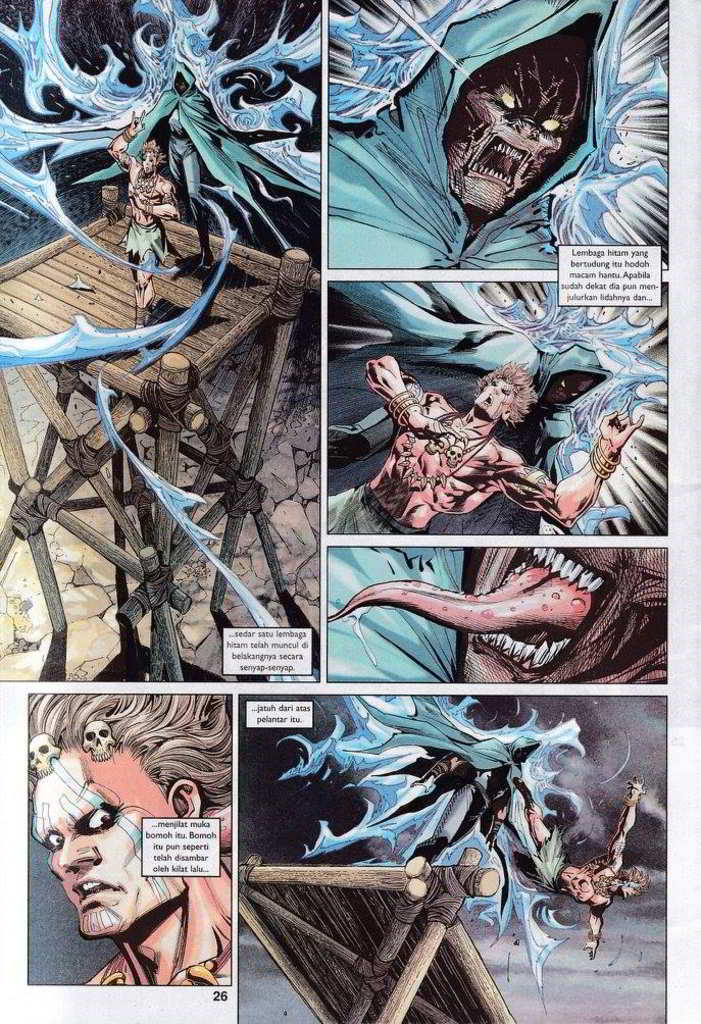 ...sedar satu lembaga
hitam telah muncul di
belakangnya secara
senyap-senyap.
Lembaga hitam yang
bertudung itu hodoh
macam hantu. Apabila
sudah dekat dia pun men-
julurkan lidahnya dan...
...menjilat muka
bomoh itu. Bomoh
itu pun seperti
telah disambar
oleh kilat lalu...
...jatuh dari atas
pelantar itu.
26